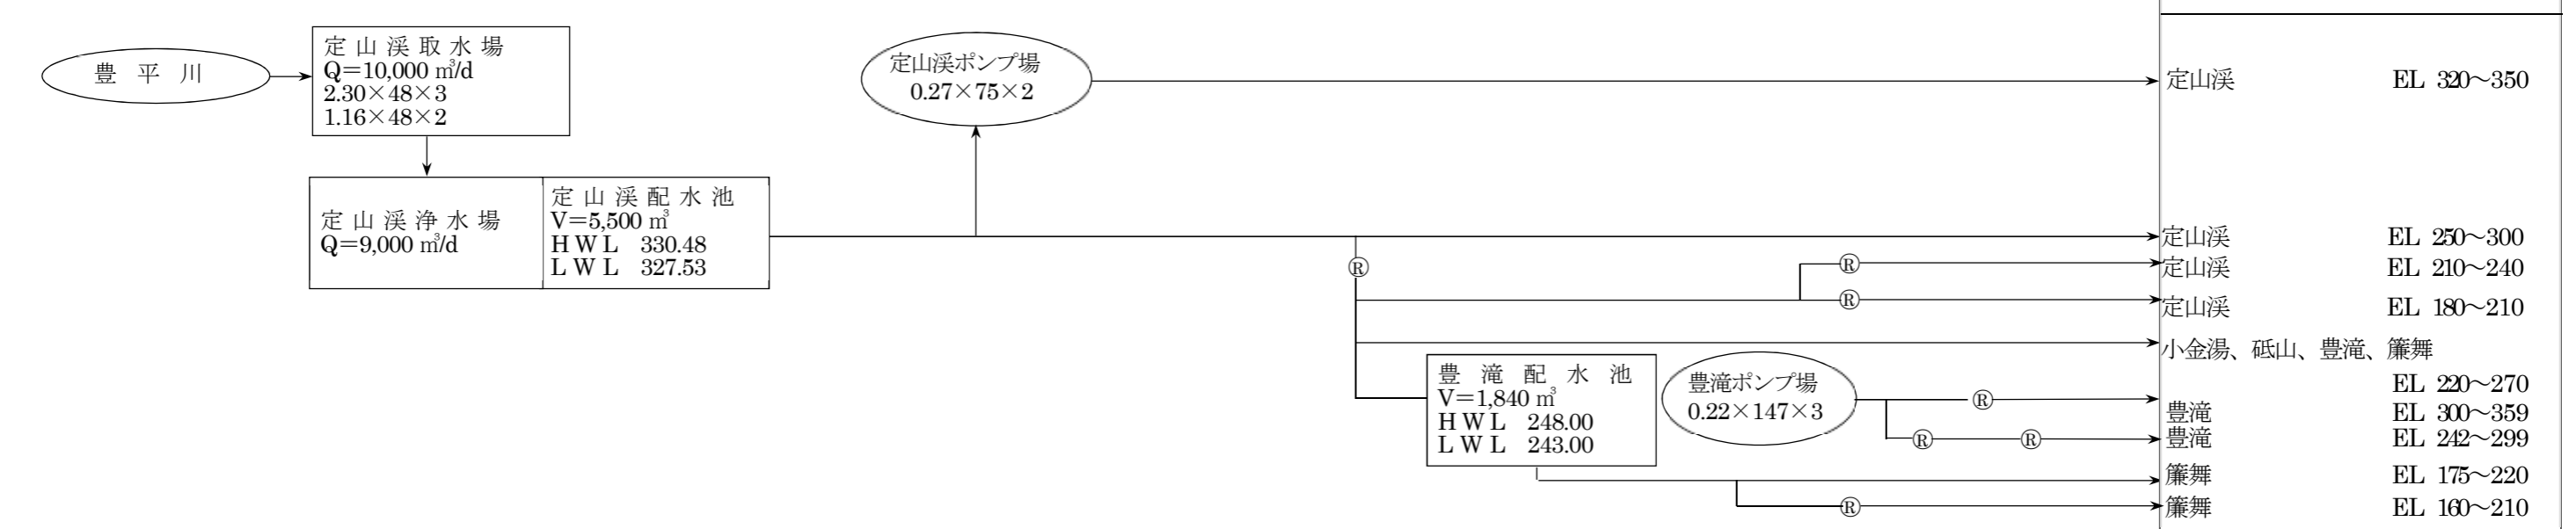 豊平川
定山渓取水場
Q=10,000 ㎥/d
2.30×48×3
1.16×48×2
定山渓ポンプ場
0.27×75×2
定山渓 EL 320～350
定山渓浄水場
Q=9,000 ㎥/d
定山渓配水池
V=5,500 ㎥
HWL 330.48
LWL 327.53
定山渓 EL 250～300
Ⓡ
Ⓡ
定山渓 EL 210～240
Ⓡ
定山渓 EL 180～210
小金湯、砥山、豊滝、簾舞
EL 220～270
豊滝配水池
V=1,840 ㎥
HWL 248.00
LWL 243.00
豊滝ポンプ場
0.22×147×3
Ⓡ
豊滝 EL 300～359
Ⓡ Ⓡ
豊滝 EL 242～299
簾舞 EL 175～220
Ⓡ
簾舞 EL 160～210